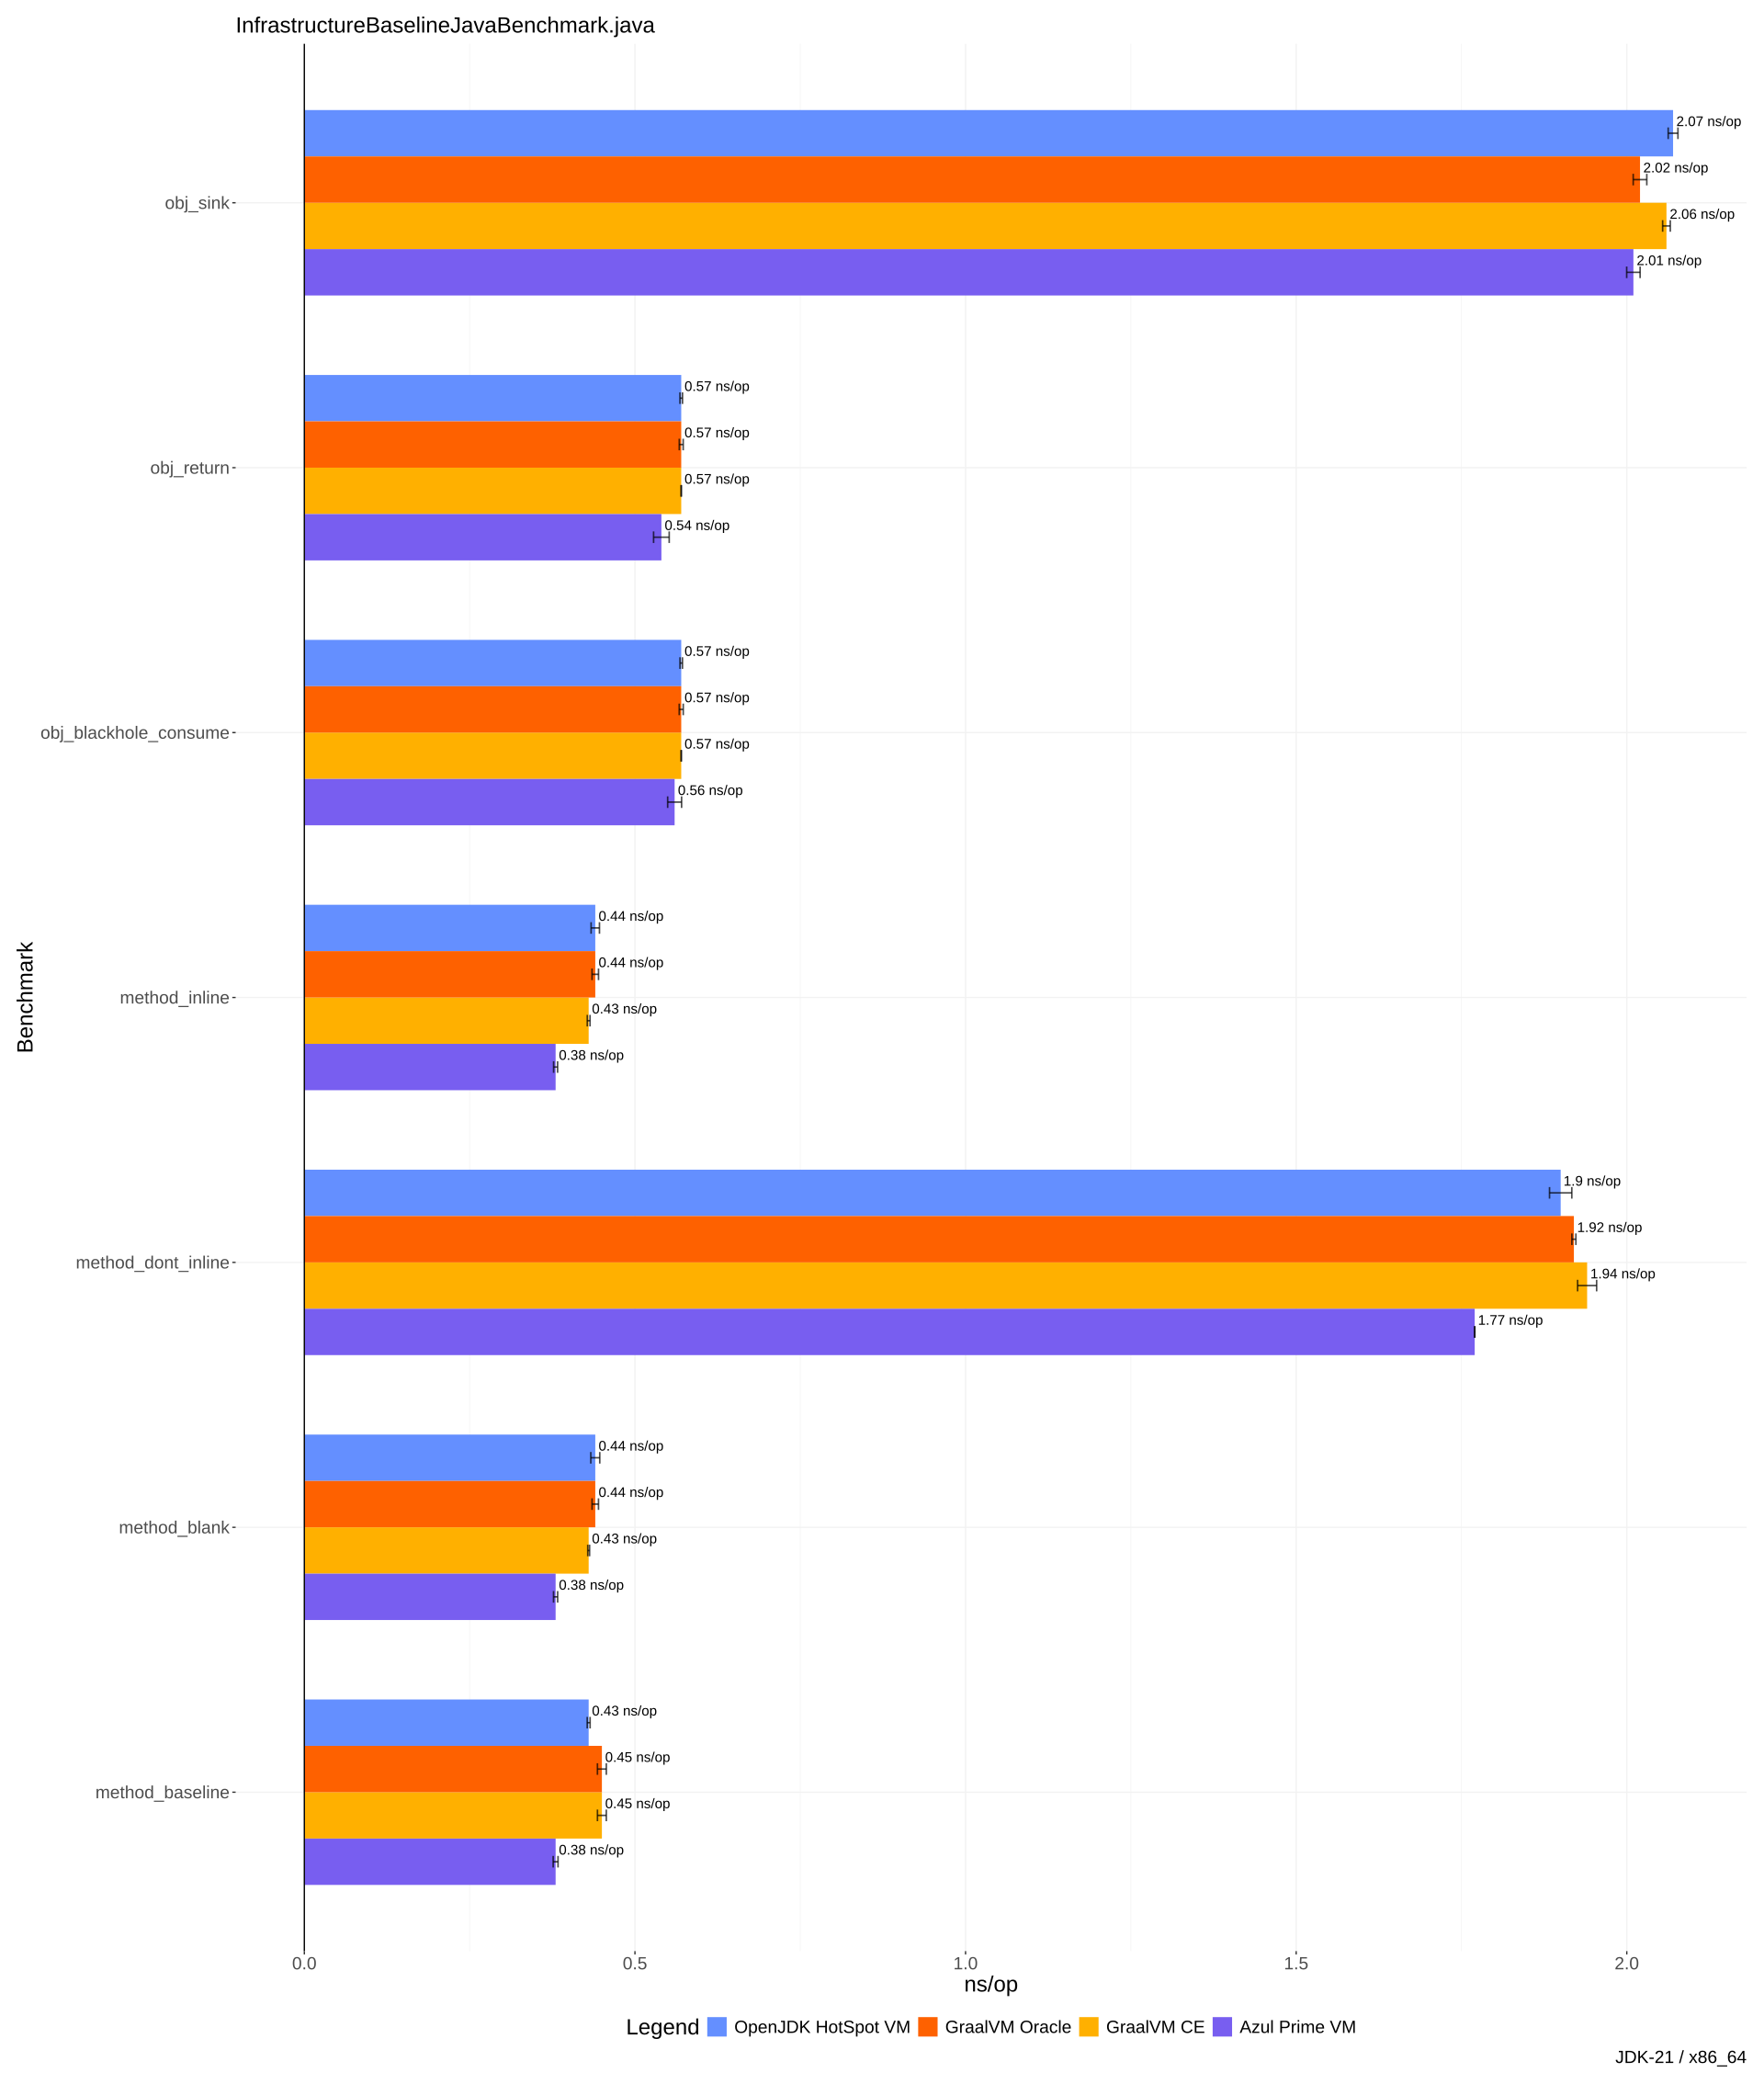 InfrastructureBaselineJavaBenchmark.java
2.07 ns/op
2.02 ns/op
obj_sink
2.06 ns/op
2.01 ns/op
0.57 ns/op
0.57 ns/op
obj_return
0.57 ns/op
0.54 ns/op
0.57 ns/op
0.57 ns/op
obj_blackhole_consume
0.57 ns/op
0.56 ns/op
0.44 ns/op
0.44 ns/op
method_inline
0.43 ns/op
0.38 ns/op
Benchmark
1.9 ns/op
1.92 ns/op
method_dont_inline
1.94 ns/op
1.77 ns/op
0.44 ns/op
0.44 ns/op
method_blank
0.43 ns/op
0.38 ns/op
0.43 ns/op
0.45 ns/op
method_baseline
0.45 ns/op
0.38 ns/op
0.0 0.5 1.0 1.5 2.0
ns/op
Legend OpenJDK HotSpot VM GraalVM Oracle GraalVM CE Azul Prime VM
JDK-21 / x86_64